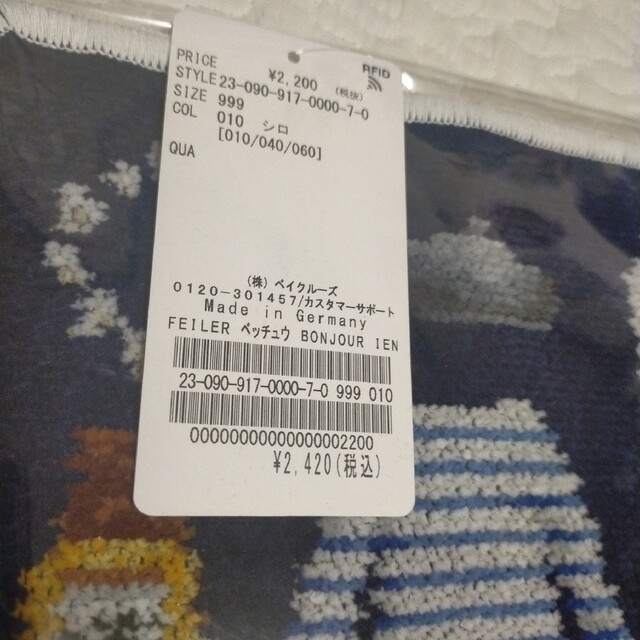 PRICE ¥2,200 (税抜) RFID
STYLE 23-090-917-0000-7-0
SIZE 999
COL 010 シロ
[010/040/060]
QUA
(株) ベイクルーズ
0120-301457/カスタマーサポート
Made in Germany
FEILER ベッチュウ BONJOUR IEN
23-090-917-0000-7-0 999 010
00000000000000002200
¥2,420(税込)